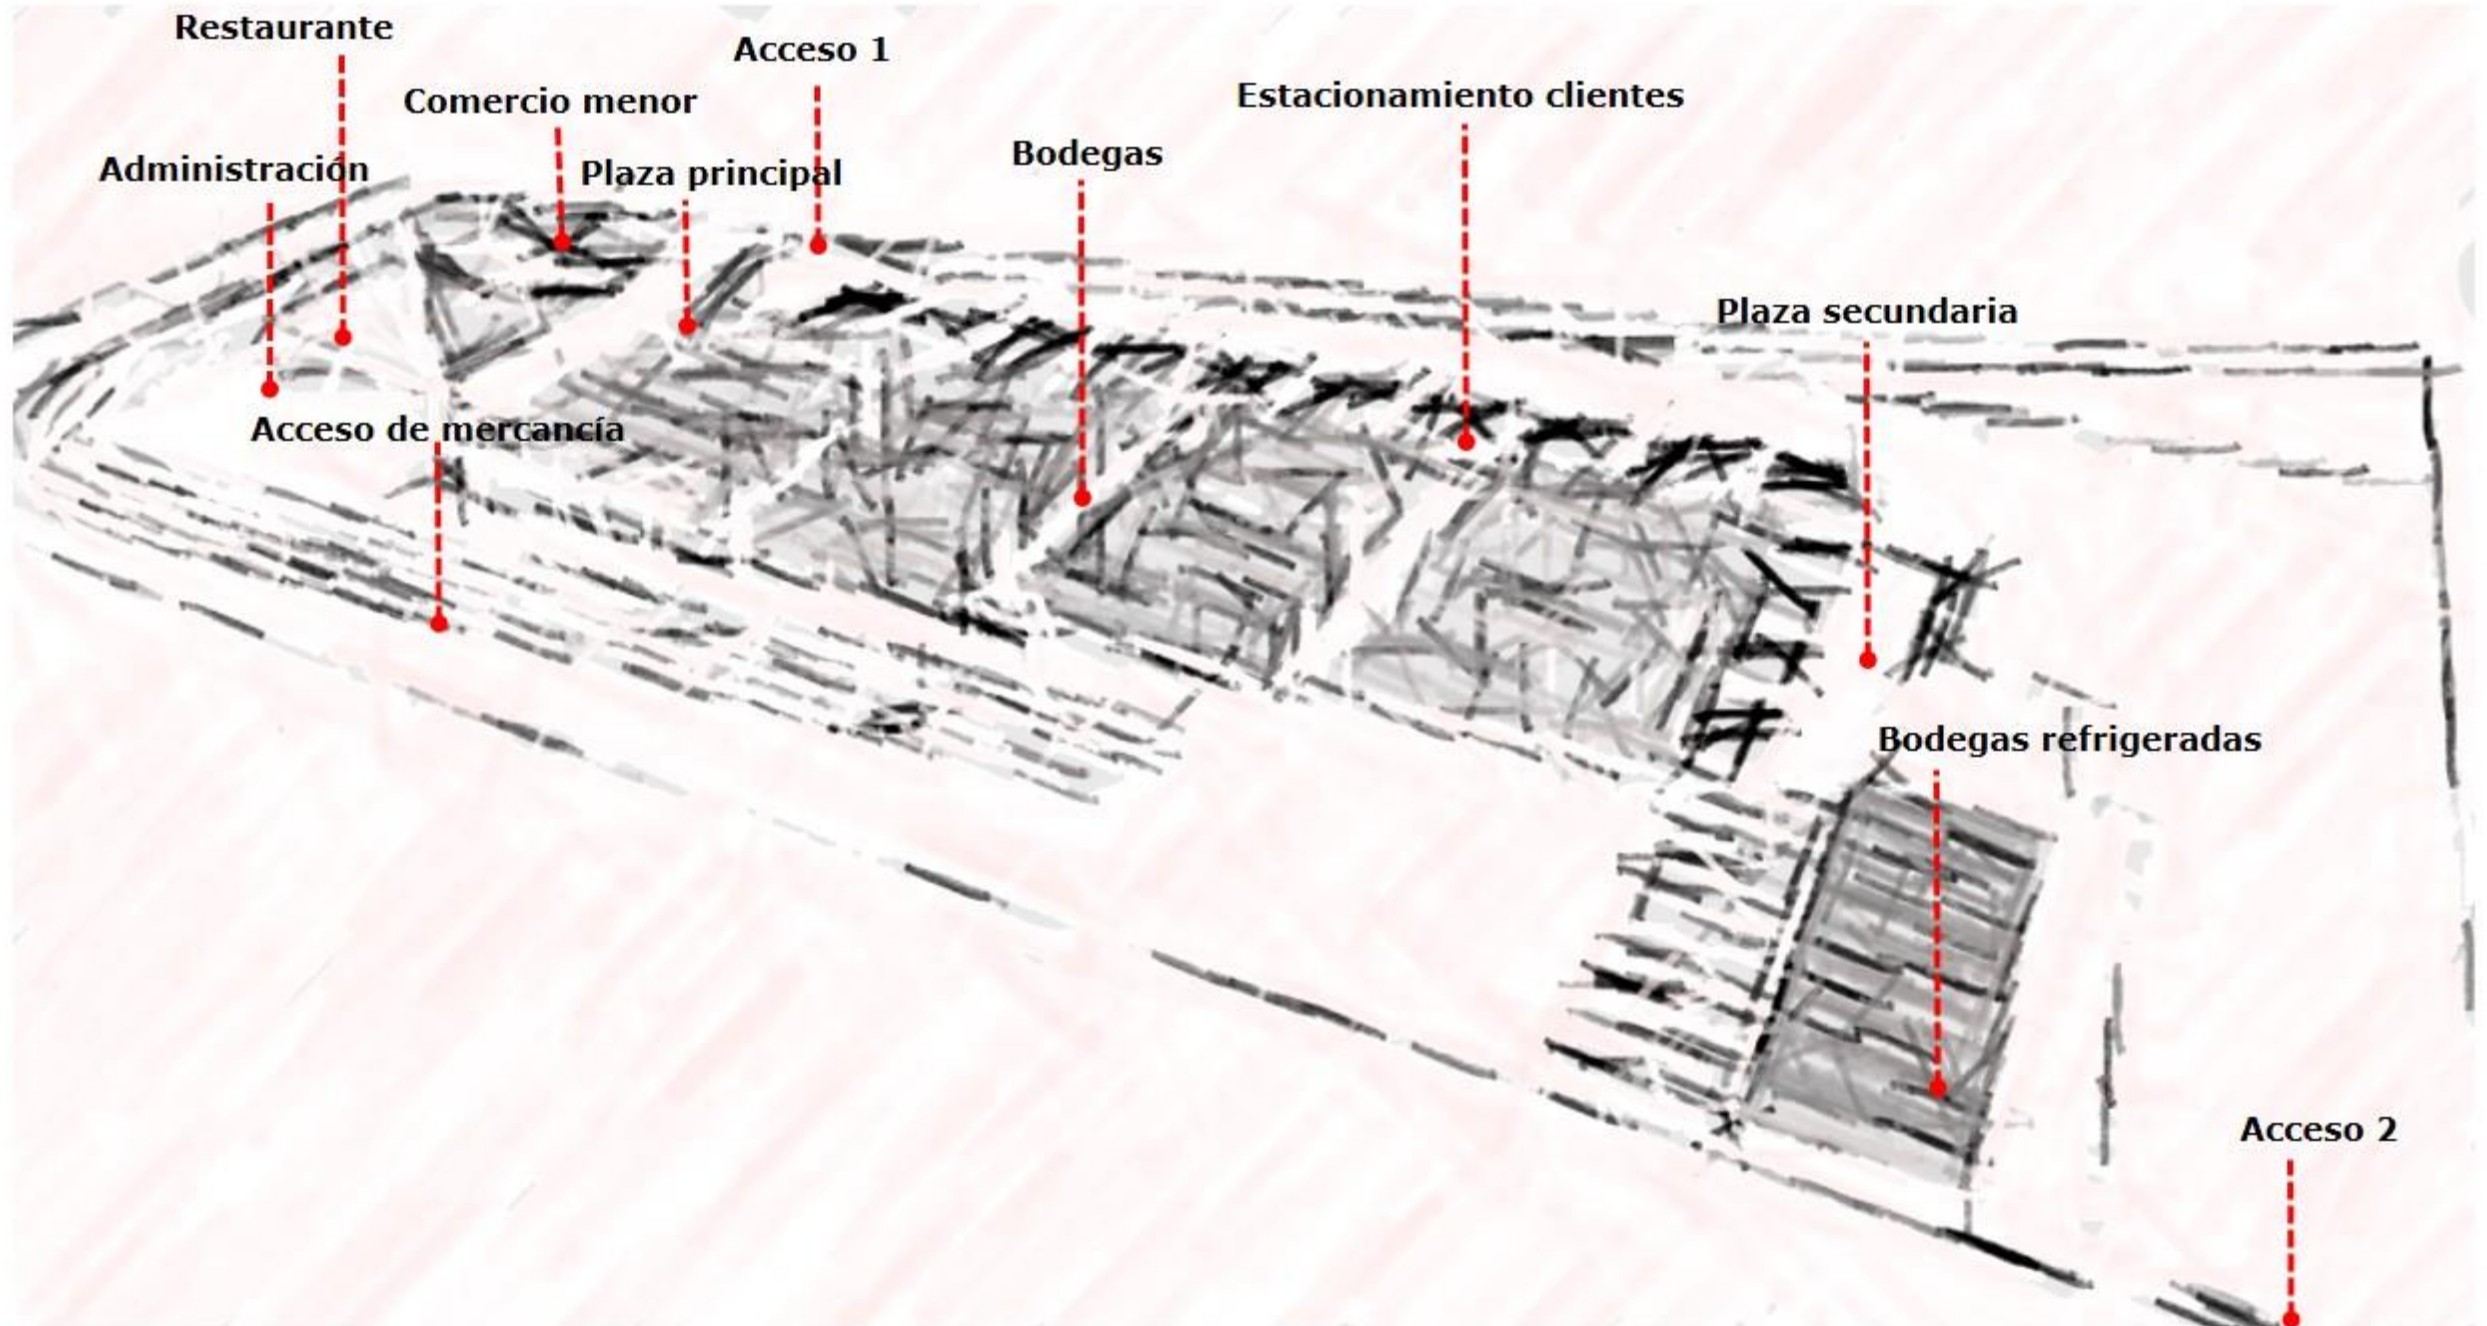 Restaurante
Acceso 1
Comercio menor
Estacionamiento clientes
Bodegas
Administración
Plaza principal
Plaza secundaria
Acceso de mercancía
Bodegas refrigeradas
Acceso 2